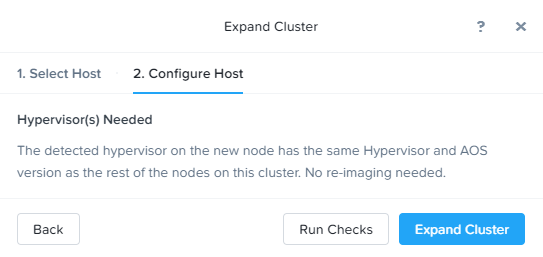 Expand Cluster ? ×
1. Select Host · 2. Configure Host
Hypervisor(s) Needed
The detected hypervisor on the new node has the same Hypervisor and AOS
version as the rest of the nodes on this cluster. No re-imaging needed.
Back Run Checks Expand Cluster